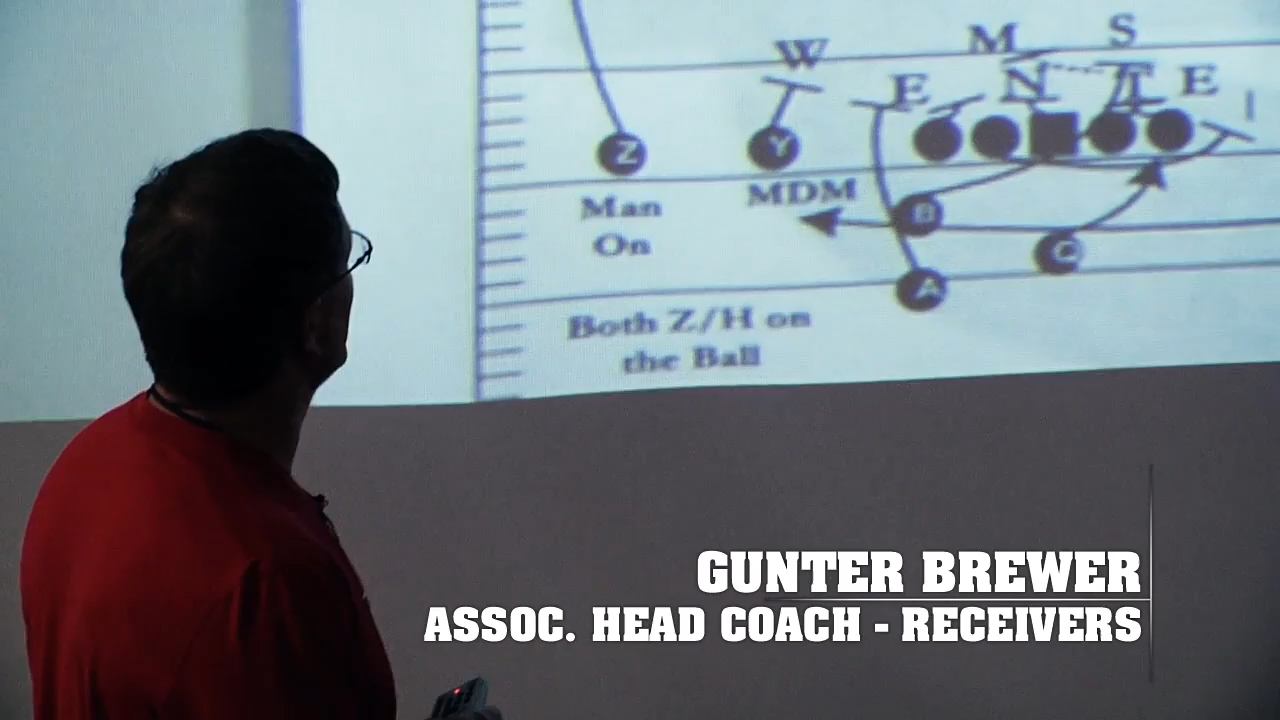 W M S
E N T E
Z Y
Man MDM
On B
C
A
Both Z/H on
the Ball
GUNTER BREWER
ASSOC. HEAD COACH - RECEIVERS